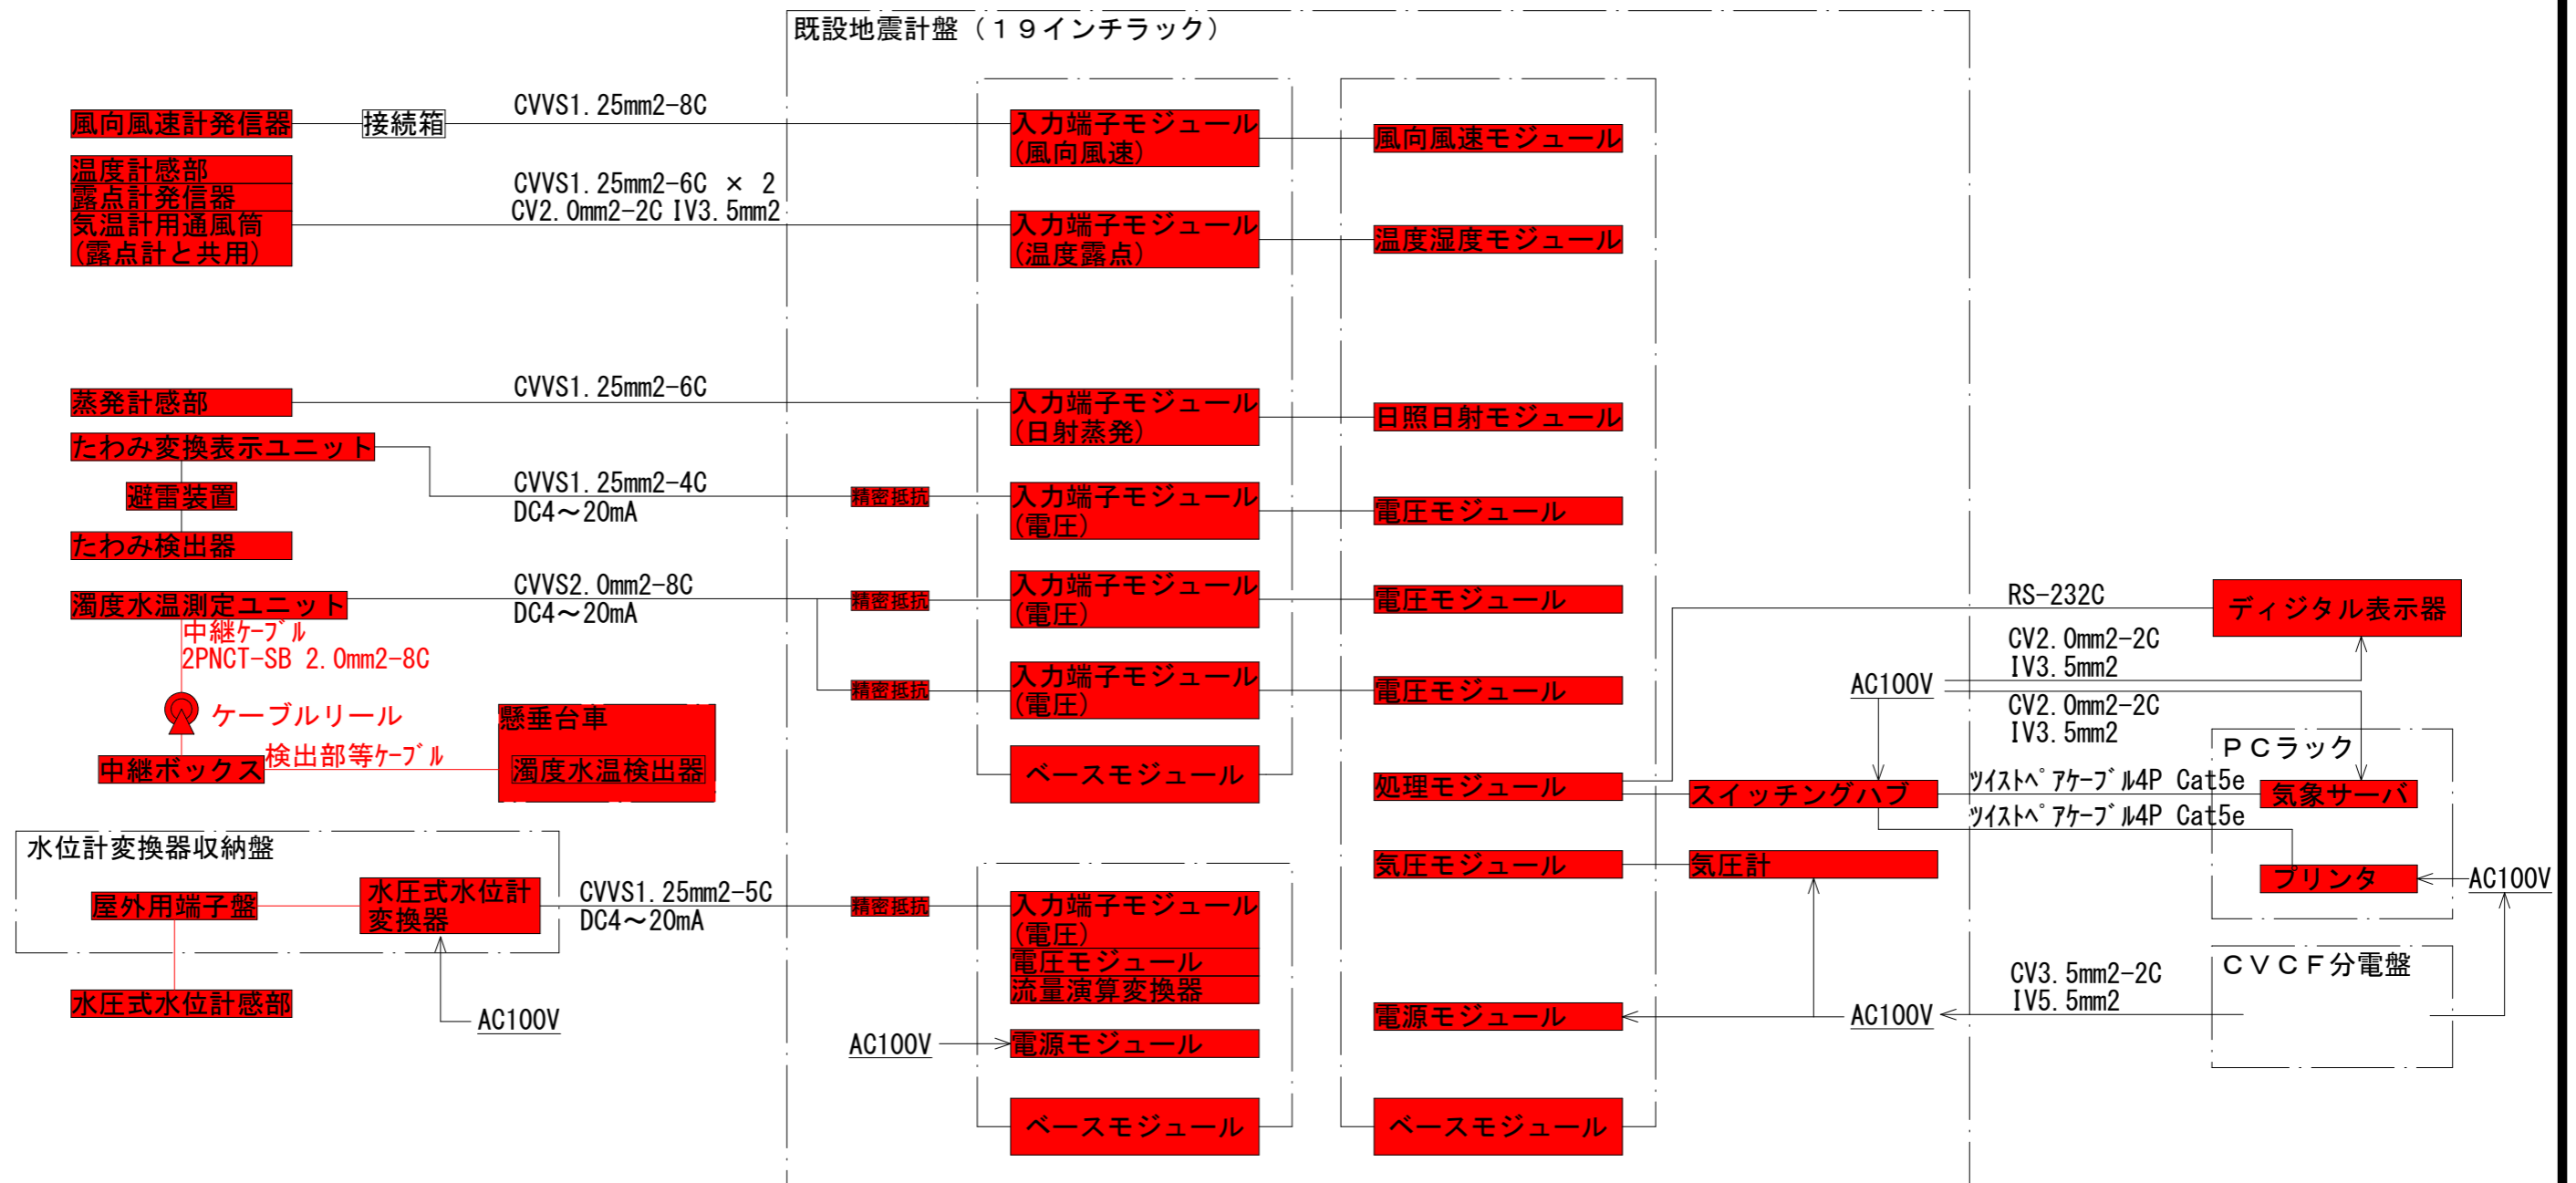 既設地震計盤（１９インチラック）
風向風速計発信器
接続箱
CVVS1.25mm2-8C
入力端子モジュール
(風向風速)
風向風速モジュール
温度計感部
露点計発信器
気温計用通風筒
(露点計と共用)
CVVS1.25mm2-6C × 2
CV2.0mm2-2C IV3.5mm2
入力端子モジュール
(温度露点)
温度湿度モジュール
蒸発計感部
CVVS1.25mm2-6C
入力端子モジュール
(日射蒸発)
日照日射モジュール
たわみ変換表示ユニット
避雷装置
たわみ検出器
CVVS1.25mm2-4C
DC4～20mA
精密抵抗
入力端子モジュール
(電圧)
電圧モジュール
濁度水温測定ユニット
CVVS2.0mm2-8C
DC4～20mA
精密抵抗
入力端子モジュール
(電圧)
電圧モジュール
中継ｹｰﾌﾞﾙ
2PNCT-SB 2.0mm2-8C
精密抵抗
入力端子モジュール
(電圧)
電圧モジュール
ケーブルリール
中継ボックス
検出部等ｹｰﾌﾞﾙ
懸垂台車
濁度水温検出器
ベースモジュール
処理モジュール
スイッチングハブ
RS-232C
ディジタル表示器
CV2.0mm2-2C
IV3.5mm2
AC100V
CV2.0mm2-2C
IV3.5mm2
ＰＣラック
ﾂｲｽﾄﾍﾟｱｹｰﾌﾞﾙ4P Cat5e
気象サーバ
ﾂｲｽﾄﾍﾟｱｹｰﾌﾞﾙ4P Cat5e
プリンタ
AC100V
気圧モジュール
気圧計
水位計変換器収納盤
屋外用端子盤
水圧式水位計
変換器
CVVS1.25mm2-5C
DC4～20mA
精密抵抗
入力端子モジュール
(電圧)
電圧モジュール
流量演算変換器
水圧式水位計感部
AC100V
AC100V
電源モジュール
電源モジュール
AC100V
CV3.5mm2-2C
IV5.5mm2
ＣＶＣＦ分電盤
ベースモジュール
ベースモジュール